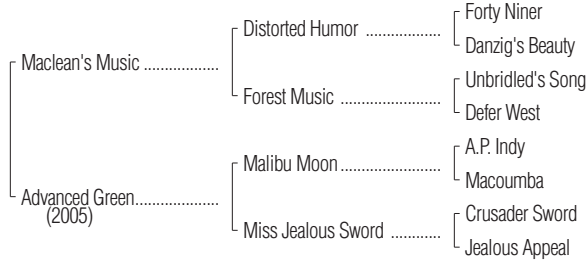 Forty Niner
Distorted Humor ..................
Danzig's Beauty
Maclean's Music ..................
Unbridled's Song
Forest Music ........................
Defer West
A.P. Indy
Malibu Moon ........................
Macoumba
Advanced Green....................
(2005)
Crusader Sword
Miss Jealous Sword ............
Jealous Appeal